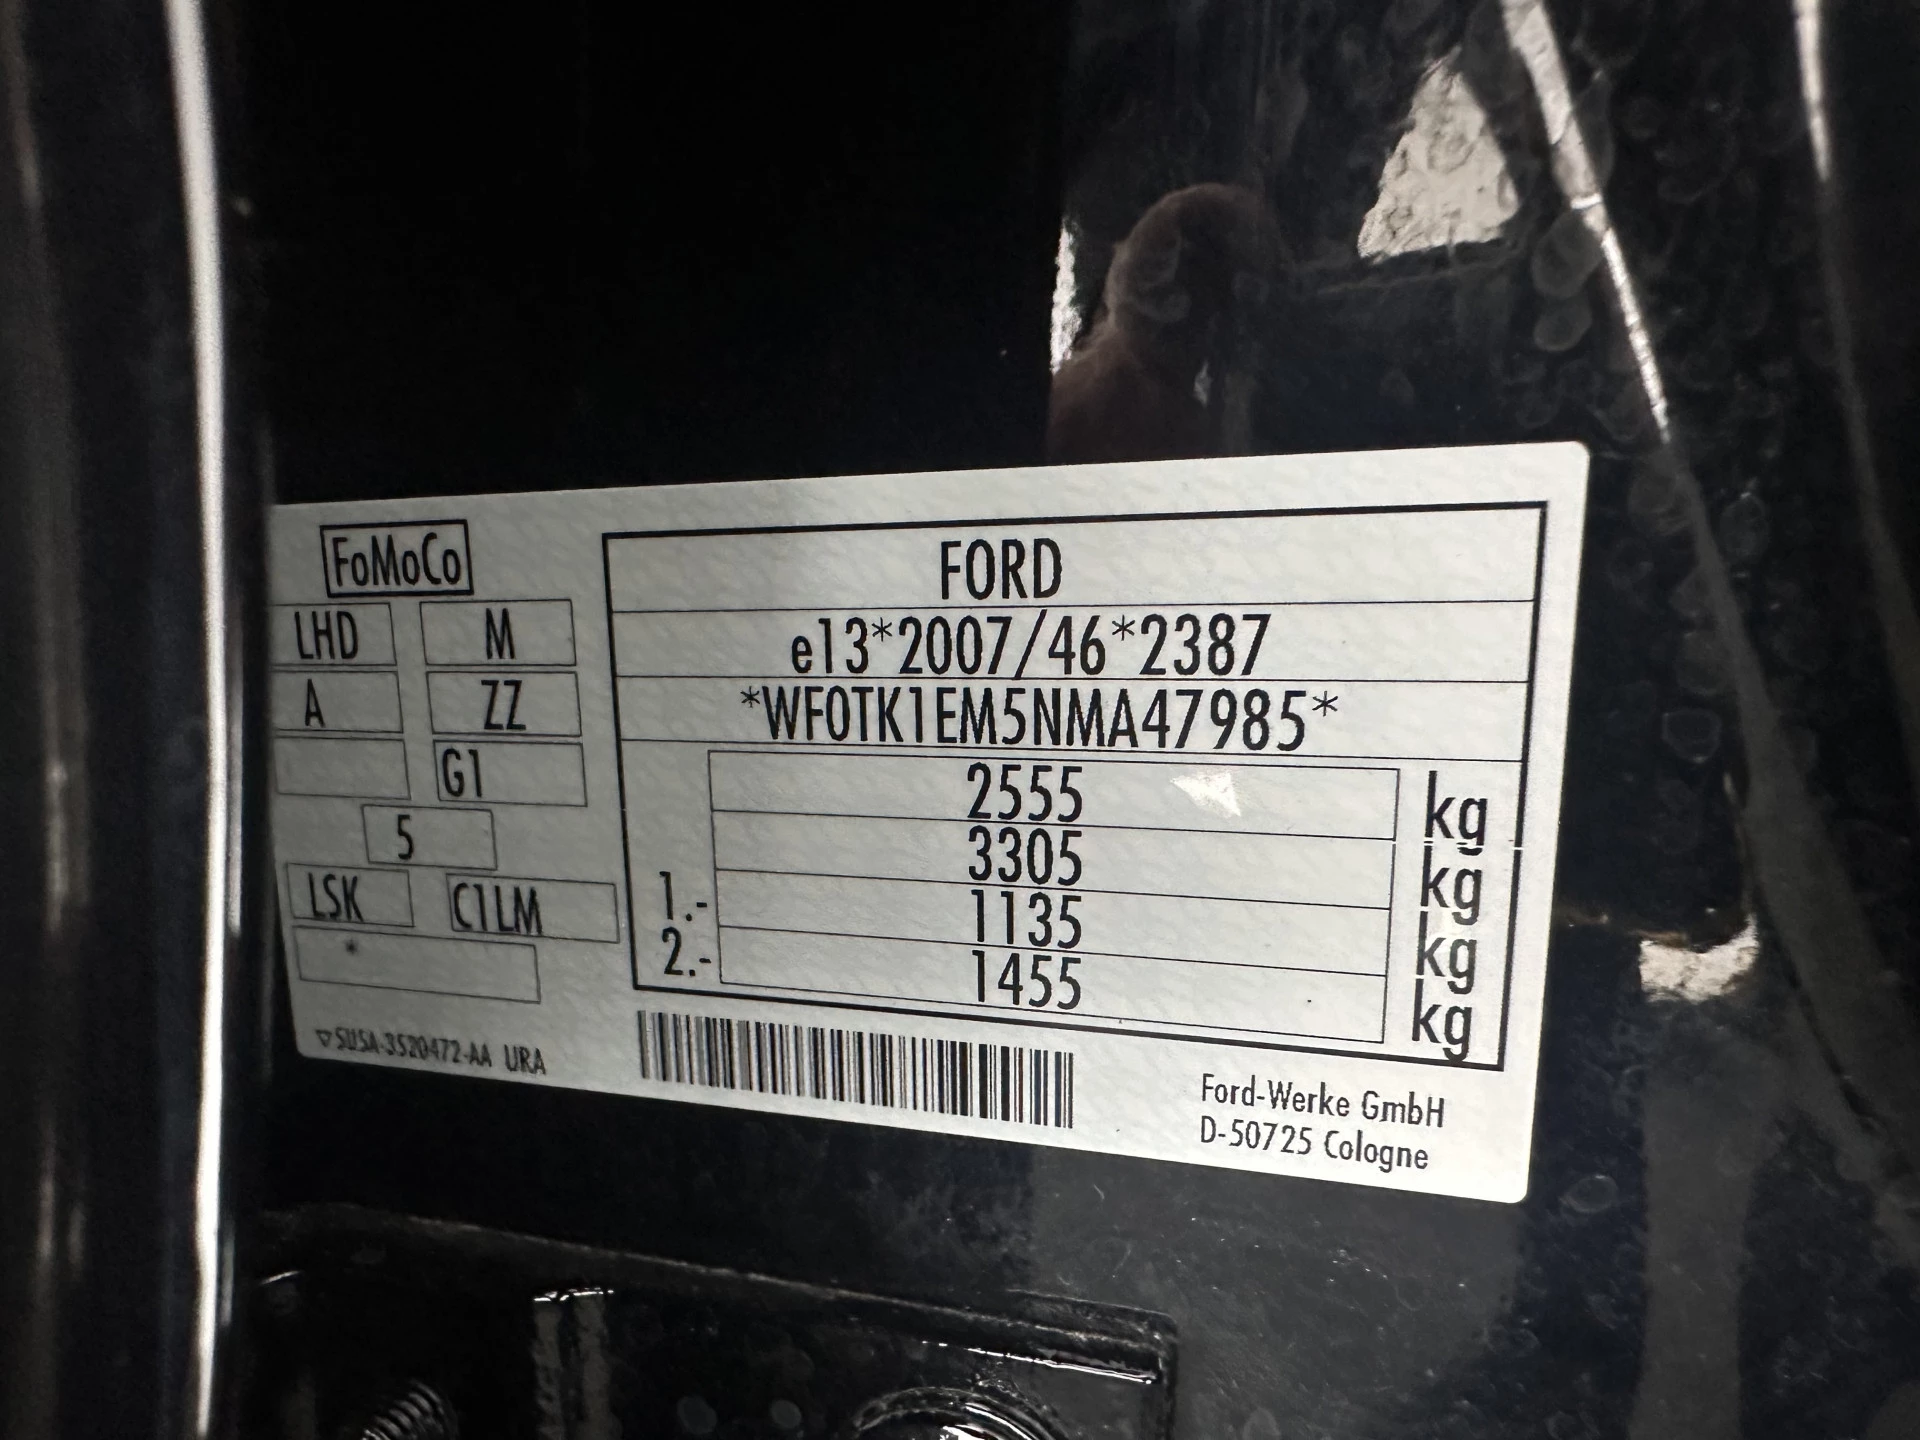 FoMoCo
LHD M
A ZZ
G1
5
LSK C1LM
*
SU5A-3520472-AA URA
FORD
e13*2007/46*2387
*WF0TK1EM5NMA47985*
2555 kg
3305 kg
1.- 1135 kg
2.- 1455 kg
Ford-Werke GmbH
D-50725 Cologne